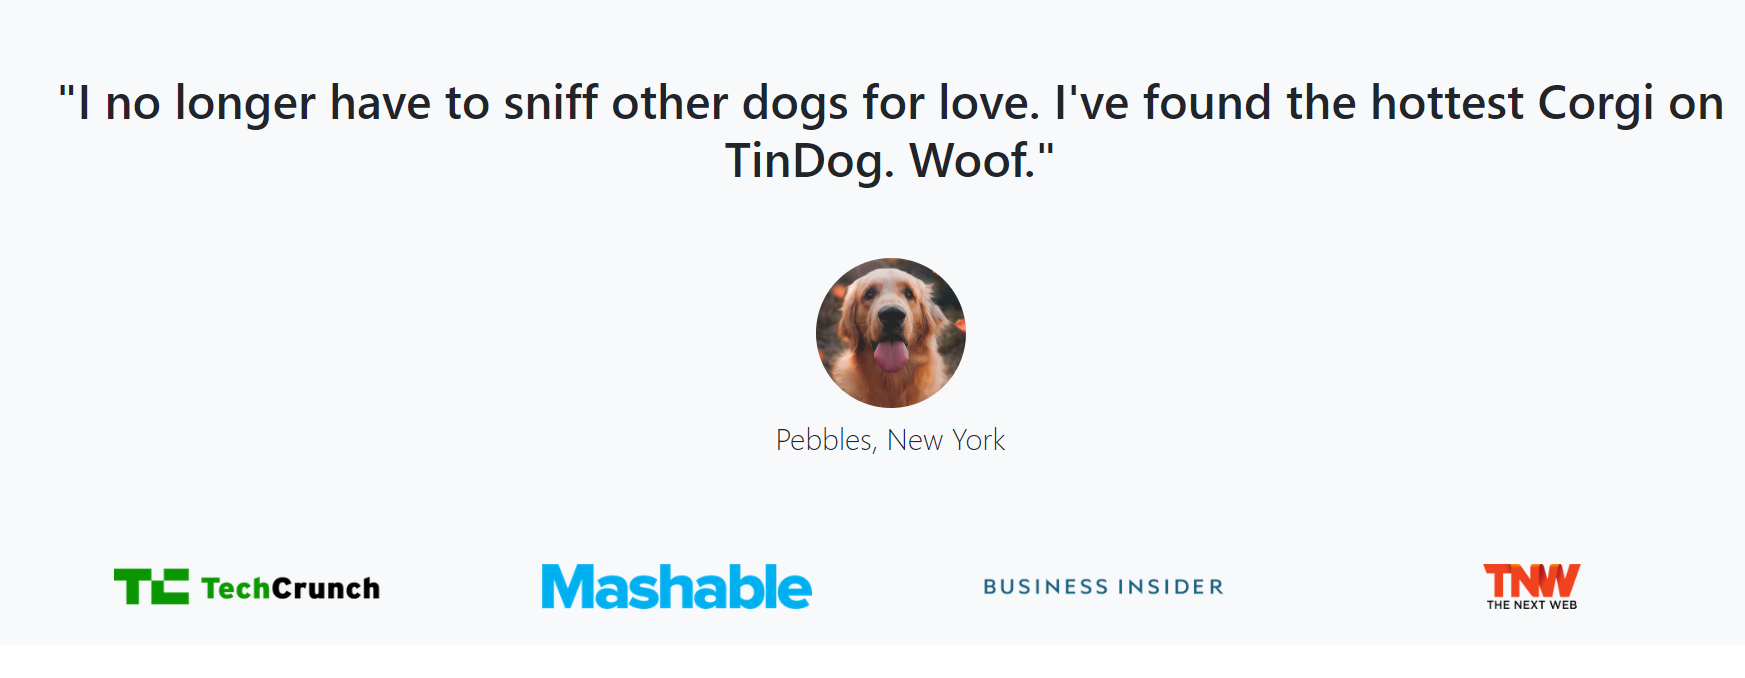 "I no longer have to sniff other dogs for love. I've found the hottest Corgi on
TinDog. Woof."
Pebbles, New York
TC TechCrunch
Mashable
BUSINESS INSIDER
TNW
THE NEXT WEB